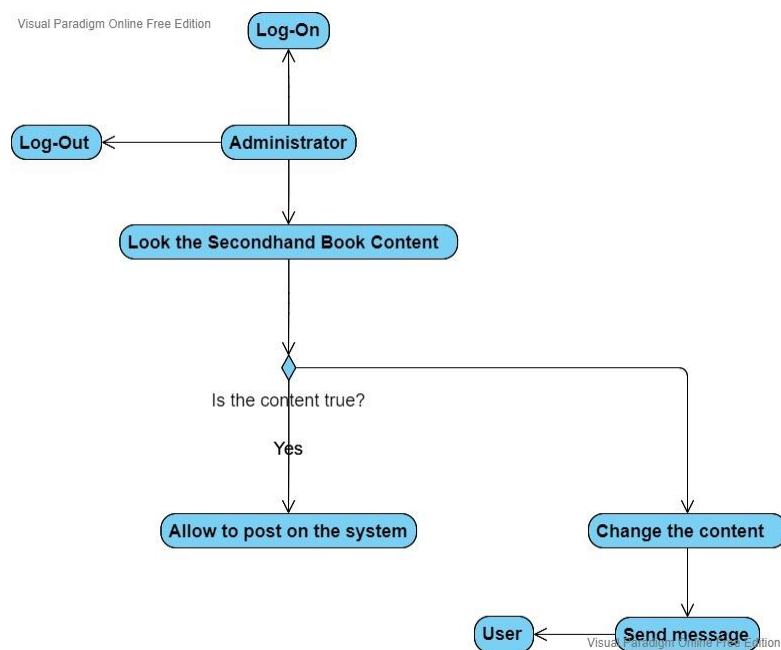 Visual Paradigm Online Free Edition
Log-On
Log-Out
Administrator
Look the Secondhand Book Content
Is the content true?
Yes
Allow to post on the system
Change the content
User
Send message
Visual Paradigm Online Free Edition